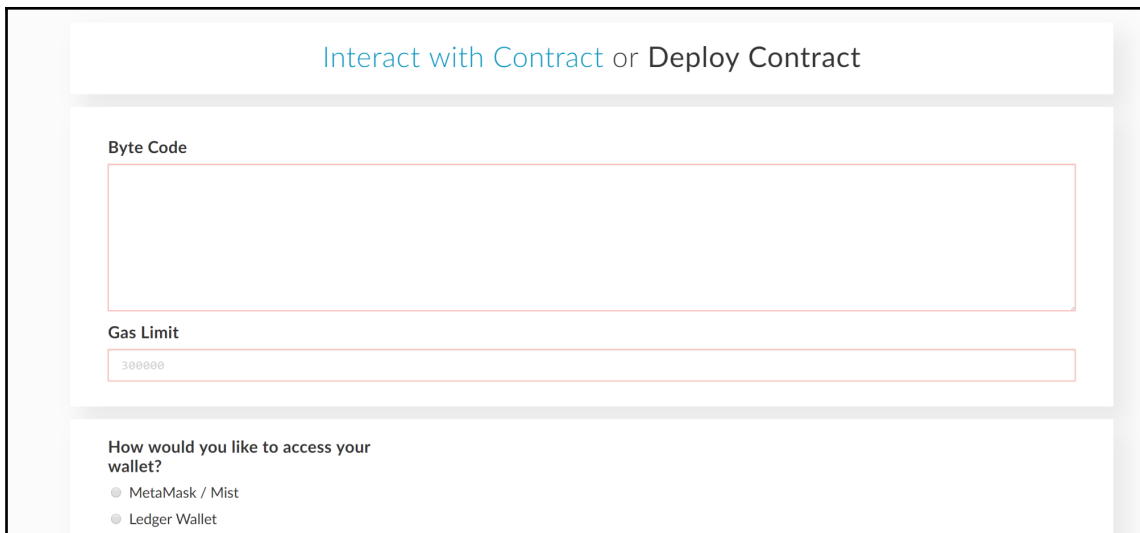 Interact with Contract or Deploy Contract
Byte Code
Gas Limit
300000
How would you like to access your
wallet?
MetaMask / Mist
Ledger Wallet